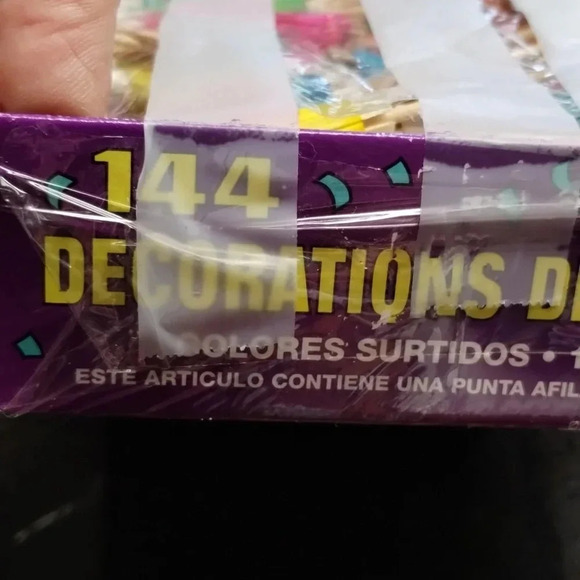 144
DECORATIONS
COLORES SURTIDOS •
ESTE ARTICULO CONTIENE UNA PUNTA